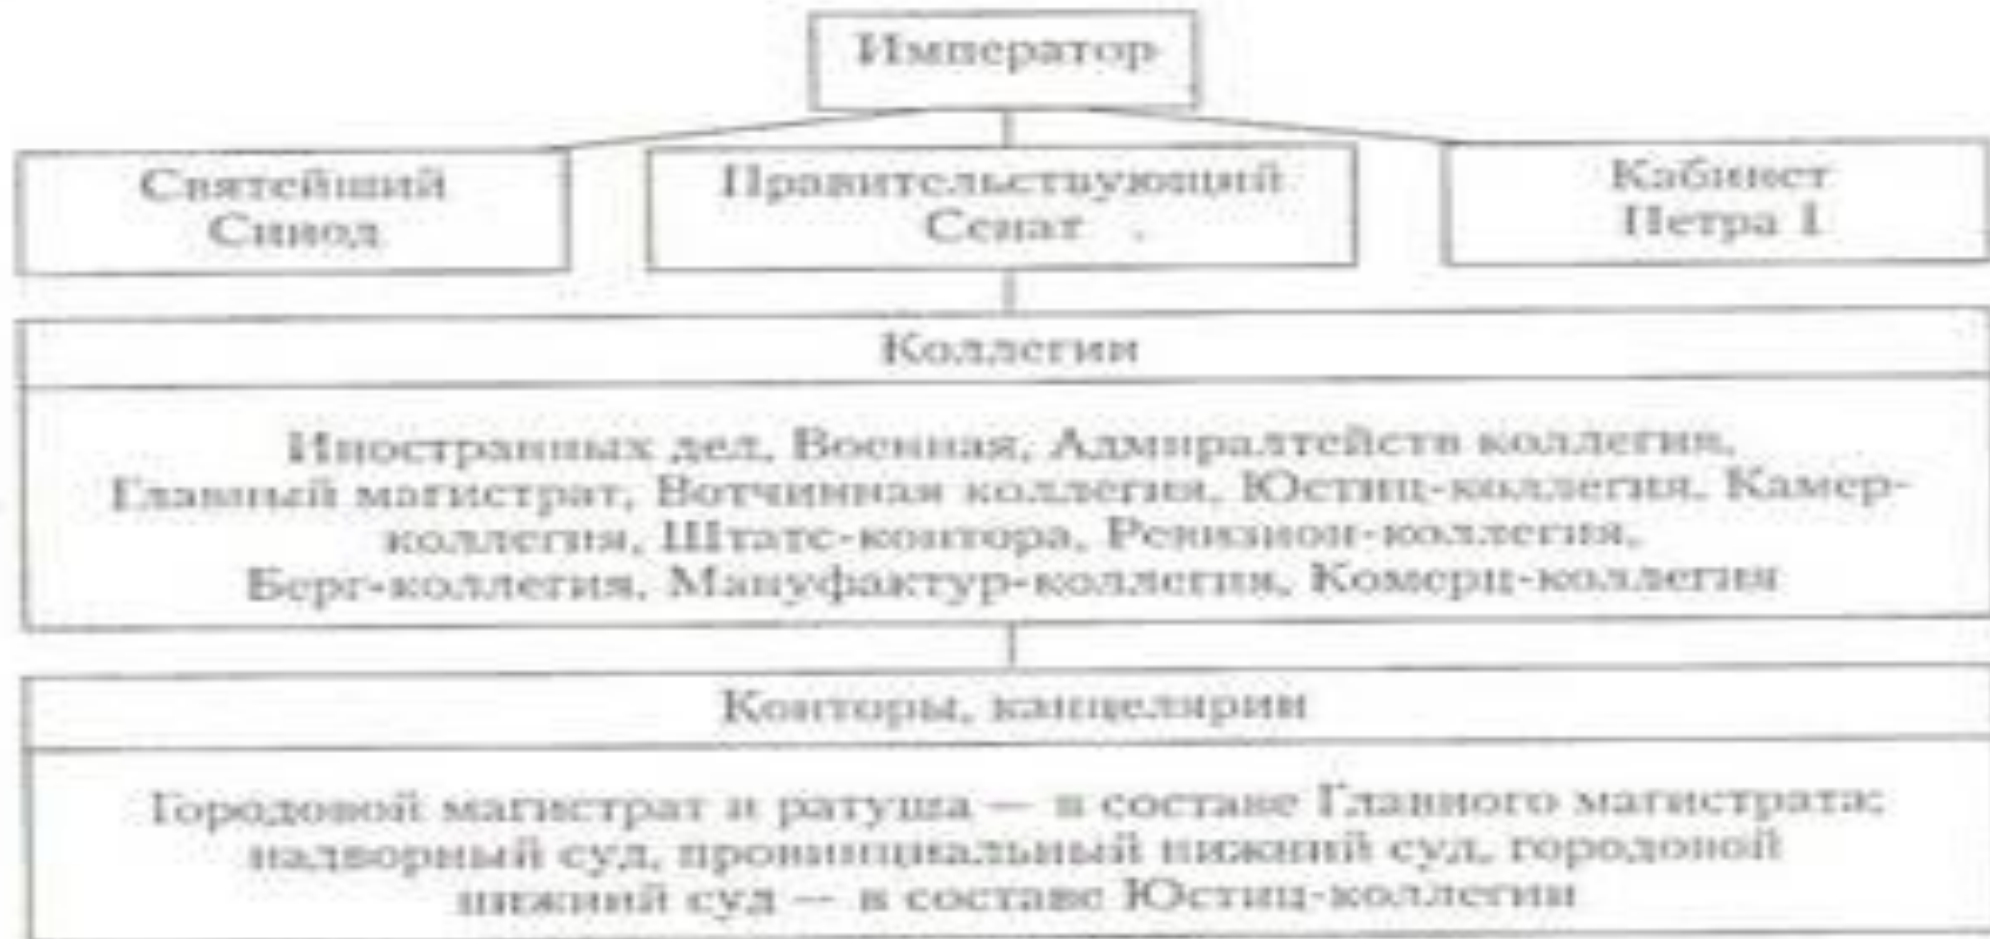 Император
Святейший
Синод
Правительствующий
Сенат
Кабинет
Петра I
Коллегии
Иностранных дел, Военная, Адмиралтейств коллегия,
Главный магистрат, Вотчинная коллегия, Юстиц-коллегия, Камер-
коллегия, Штатс-контора, Ревизион-коллегия,
Берг-коллегия, Мануфактур-коллегия, Комерц-коллегия
Конторы, канцелярии
Городовой магистрат и ратуша — в составе Главного магистрата;
надворный суд, провинциальный нижний суд, городовой
нижний суд — в составе Юстиц-коллегии